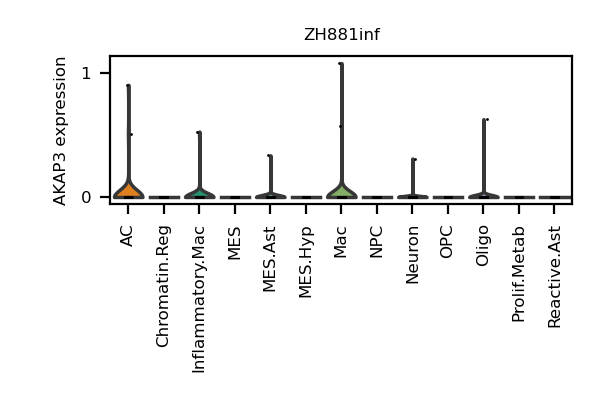 ZH881inf
AKAP3 expression
1
0
AC
Chromatin.Reg
Inflammatory.Mac
MES
MES.Ast
MES.Hyp
Mac
NPC
Neuron
OPC
Oligo
Prolif.Metab
Reactive.Ast